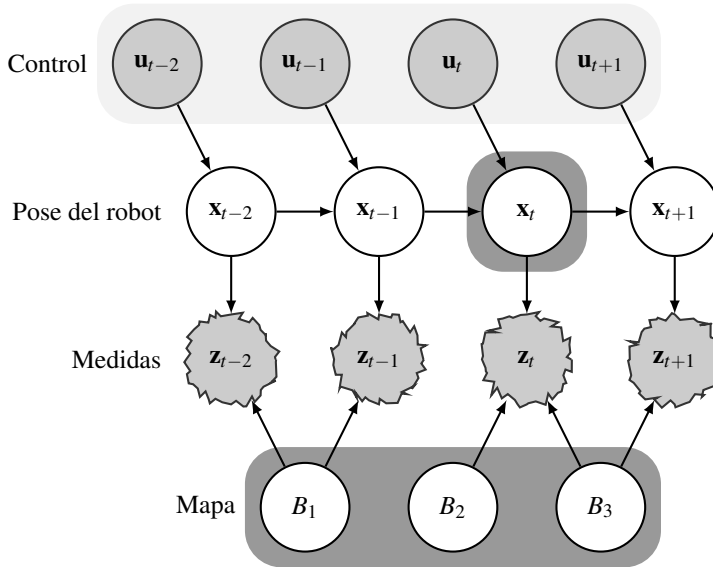 Control u_{t−2} u_{t−1} u_t u_{t+1}
Pose del robot x_{t−2} x_{t−1} x_t x_{t+1}
Medidas z_{t−2} z_{t−1} z_t z_{t+1}
Mapa B_1 B_2 B_3